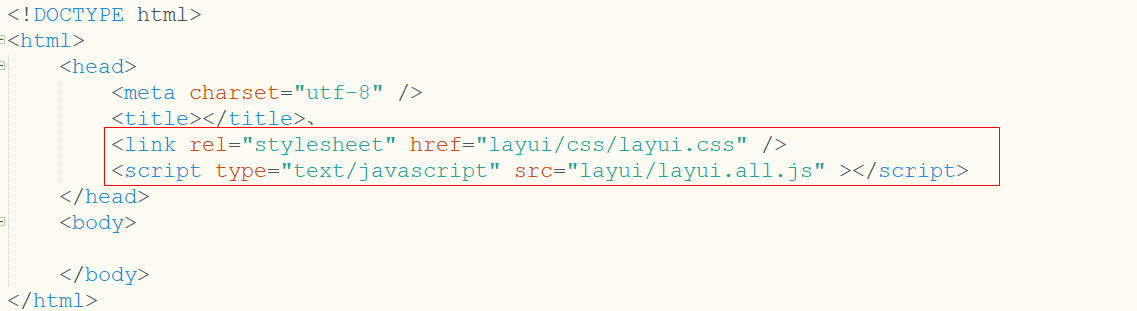 <!DOCTYPE html>
<html>
<head>
<meta charset="utf-8" />
<title></title>、
<link rel="stylesheet" href="layui/css/layui.css" />
<script type="text/javascript" src="layui/layui.all.js" ></script>
</head>
<body>
</body>
</html>